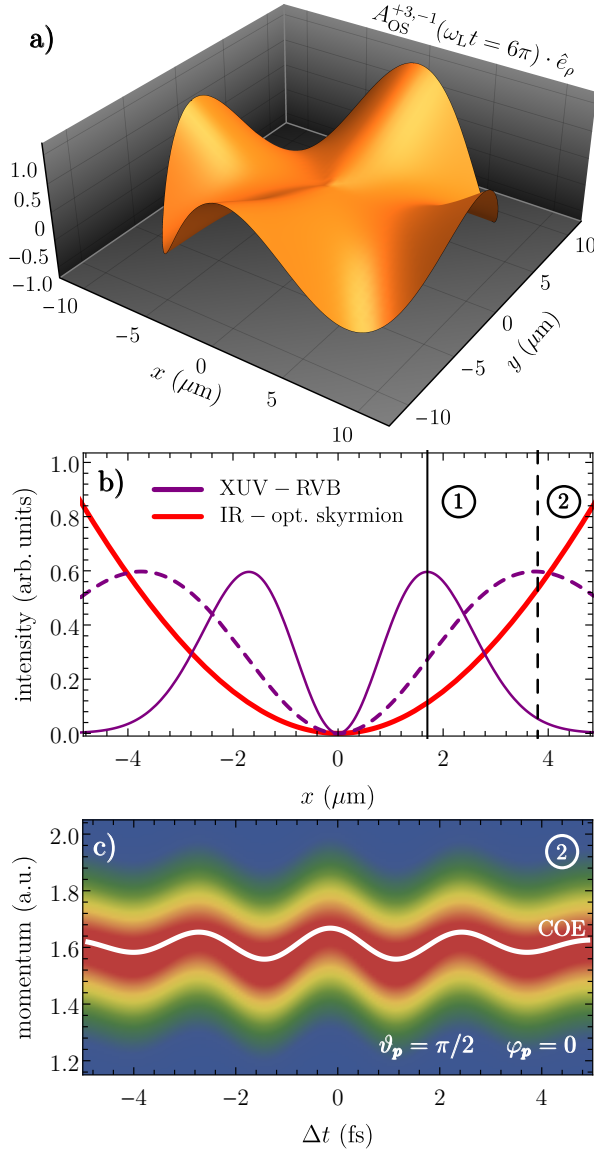 a)
A_OS^{+3,−1}(ω_L t = 6π) · ê_ρ
1.0
0.5
0
−0.5
−1.0
−10
−5
0
5
10
x (μm)
−10
−5
0
5
10
y (μm)
b)
XUV − RVB
IR − opt. skyrmion
1
2
intensity (arb. units)
1.0
0.8
0.6
0.4
0.2
0.0
−4 −2 0 2 4
x (μm)
c)
2
COE
ϑ_p = π/2 φ_p = 0
momentum (a.u.)
2.0
1.8
1.6
1.4
1.2
−4 −2 0 2 4
Δt (fs)